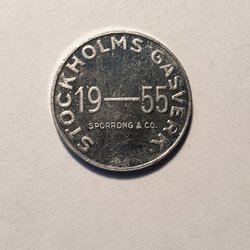 STOCKHOLMS GASVERK
19—55
SPORRONG & CO.